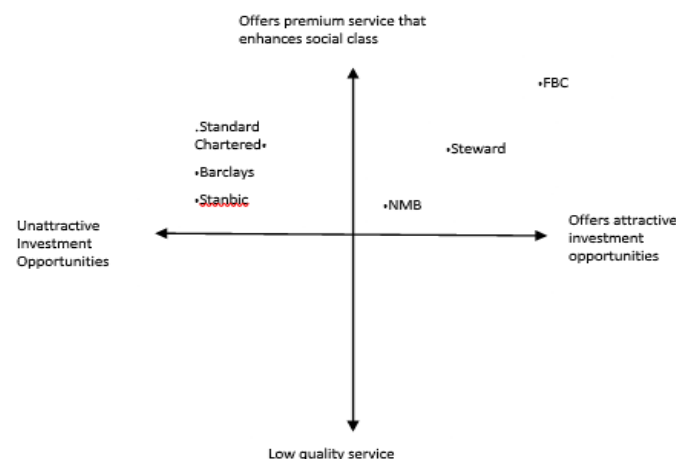 Offers premium service that
enhances social class
•FBC
.Standard
Chartered•
•Steward
•Barclays
•Stanbic
•NMB
Unattractive
Investment
Opportunities
Offers attractive
investment
opportunities
Low quality service